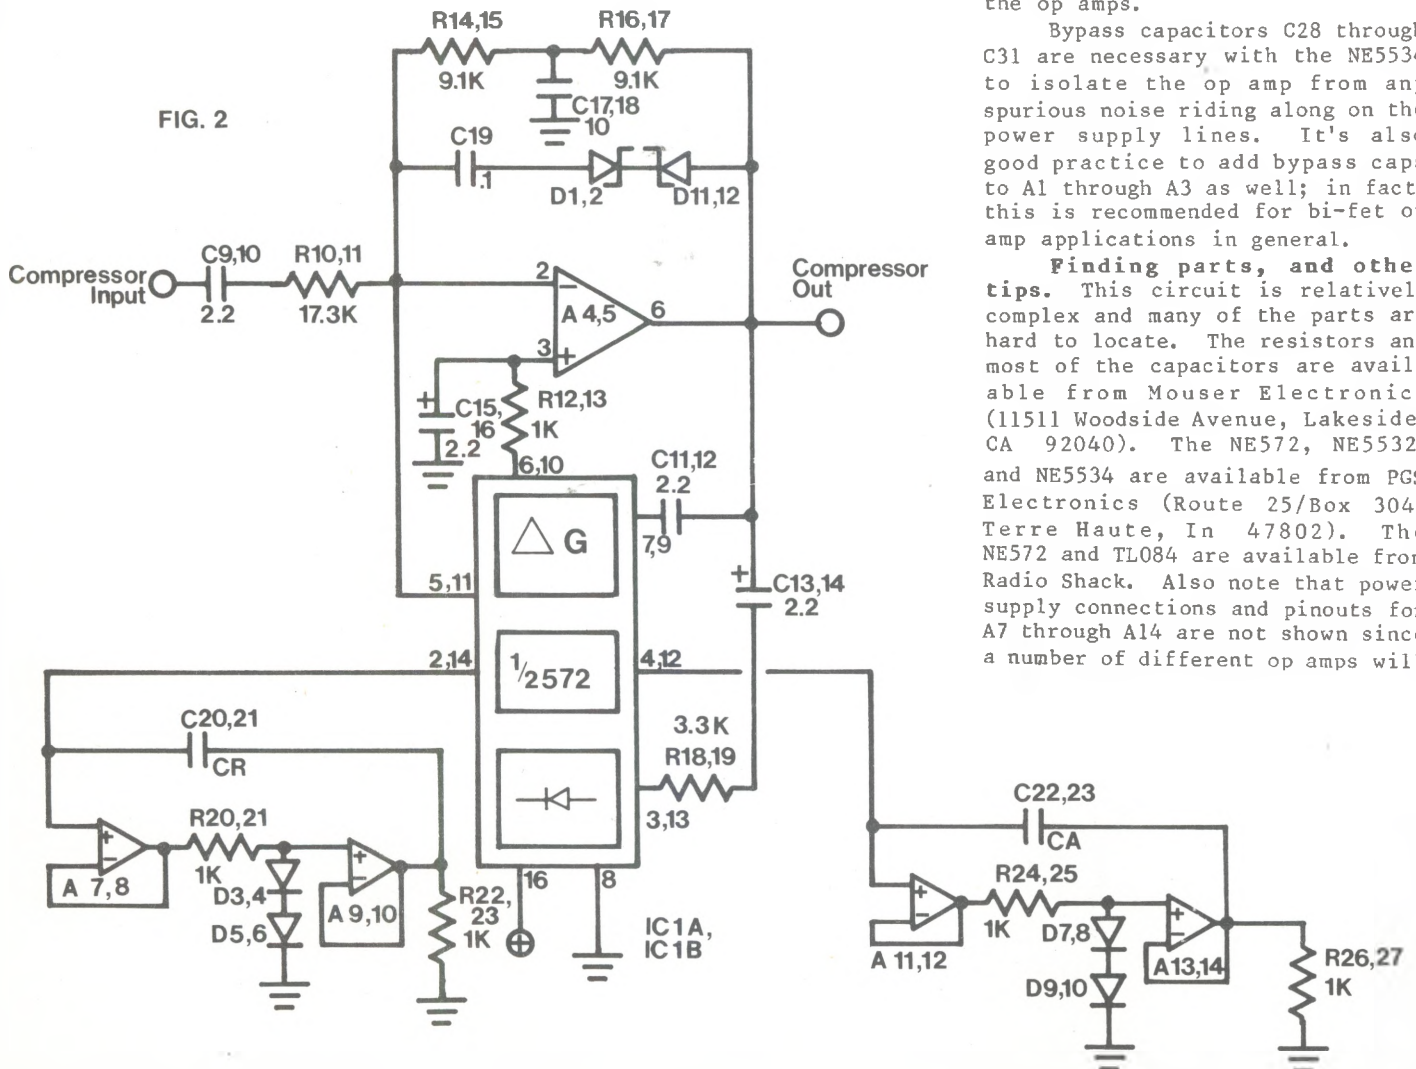 R14,15
R16,17
9.1K
9.1K
FIG. 2
C17,18
10
C19
.1
D1,2
D11,12
C9,10
R10,11
Compressor
Input
2.2
17.3K
2
A 4,5
6
3
Compressor
Out
C15,
16
2.2
R12,13
1K
6,10
C11,12
2.2
7,9
△ G
5,11
C13,14
2.2
2,14
½572
4,12
C20,21
CR
3.3K
R18,19
3,13
R20,21
1K
A 7,8
D3,4
D5,6
A 9,10
R22,
23
1K
16
8
IC1A,
IC1B
C22,23
CA
R24,25
1K
A 11,12
D7,8
D9,10
A13,14
R26,27
1K
the op amps.
Bypass capacitors C28 through
C31 are necessary with the NE5534
to isolate the op amp from any
spurious noise riding along on the
power supply lines. It's also
good practice to add bypass caps
to A1 through A3 as well; in fact,
this is recommended for bi-fet op
amp applications in general.
Finding parts, and other
tips. This circuit is relatively
complex and many of the parts are
hard to locate. The resistors and
most of the capacitors are avail-
able from Mouser Electronics
(11511 Woodside Avenue, Lakeside,
CA 92040). The NE572, NE5532,
and NE5534 are available from PGS
Electronics (Route 25/Box 304,
Terre Haute, In 47802). The
NE572 and TL084 are available from
Radio Shack. Also note that power
supply connections and pinouts for
A7 through A14 are not shown since
a number of different op amps will